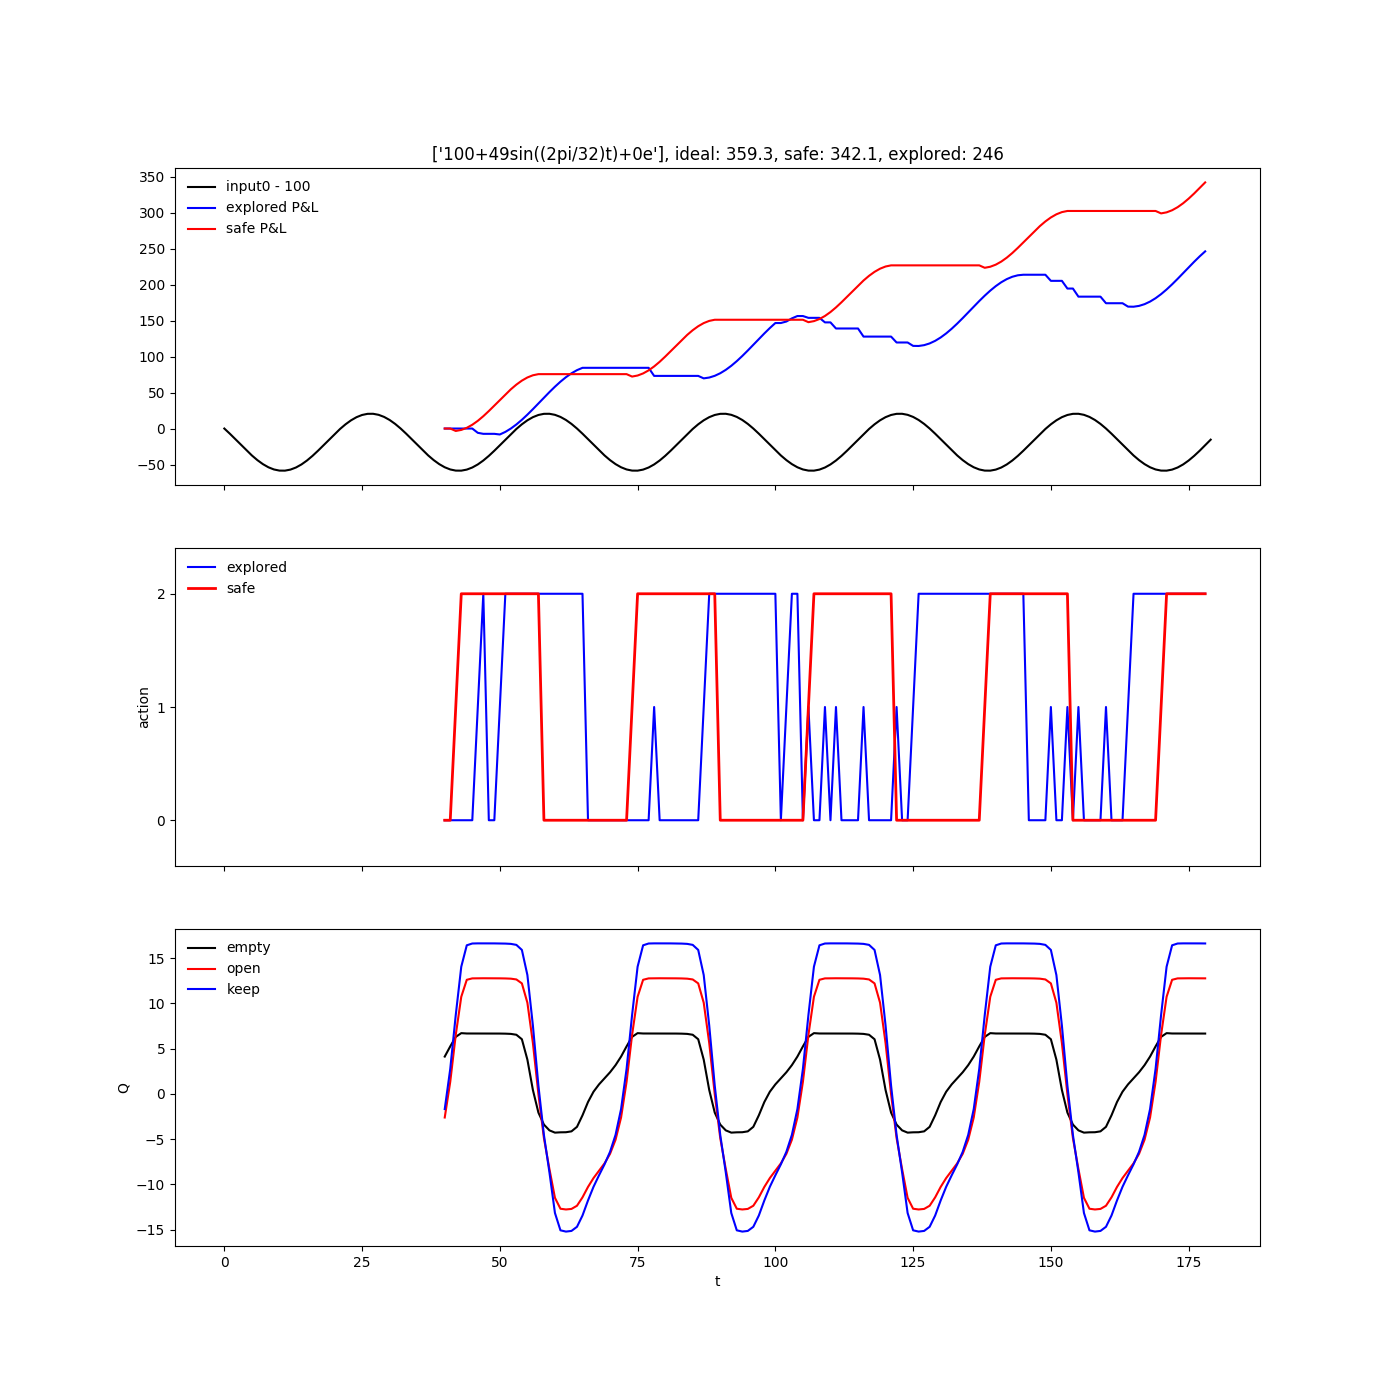 ['100+49sin((2pi/32)t)+0e'], ideal: 359.3, safe: 342.1, explored: 246
350
300
250
200
150
100
50
0
−50
input0 - 100
explored P&L
safe P&L
action
2
1
0
explored
safe
Q
15
10
5
0
−5
−10
−15
empty
open
keep
0 25 50 75 100 125 150 175
t